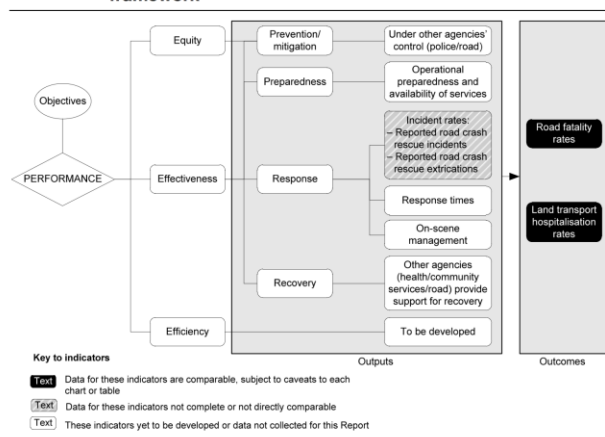 framework
Equity
Prevention/
mitigation
Under other agencies'
control (police/road)
Preparedness
Operational
preparedness and
availability of services
Objectives
Incident rates:
– Reported road crash
rescue incidents
– Reported road crash
rescue extrications
Road fatality
rates
PERFORMANCE
Effectiveness
Response
Response times
Land transport
hospitalisation
rates
On-scene
management
Recovery
Other agencies
(health/community
services/road) provide
support for recovery
Efficiency
To be developed
Outputs
Outcomes
Key to indicators
Text Data for these indicators are comparable, subject to caveats to each
chart or table
Text Data for these indicators not complete or not directly comparable
Text These indicators yet to be developed or data not collected for this Report